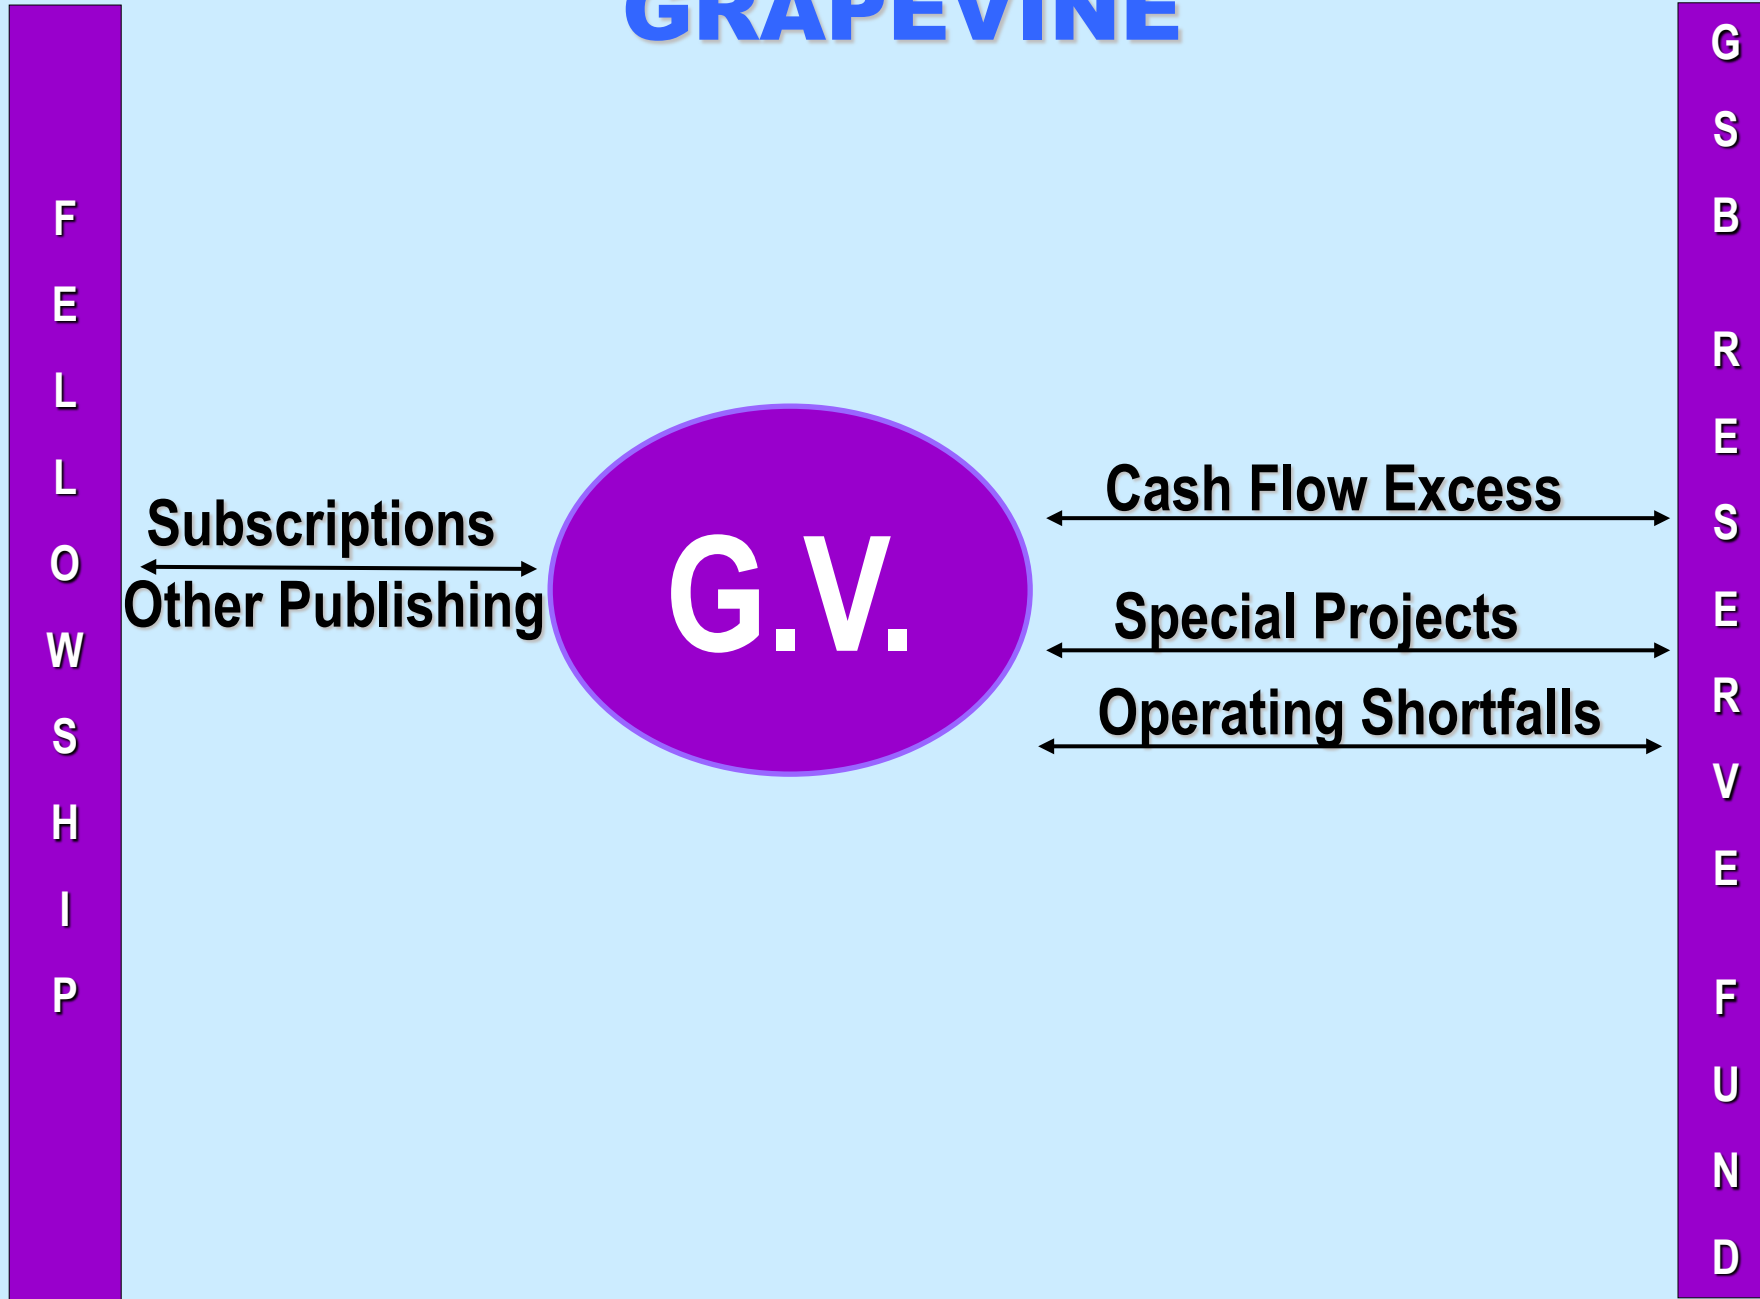 GRAPEVINE
FELLOWSHIP
Subscriptions
Other Publishing
G.V.
Cash Flow Excess
Special Projects
Operating Shortfalls
GSB RESERVE FUND